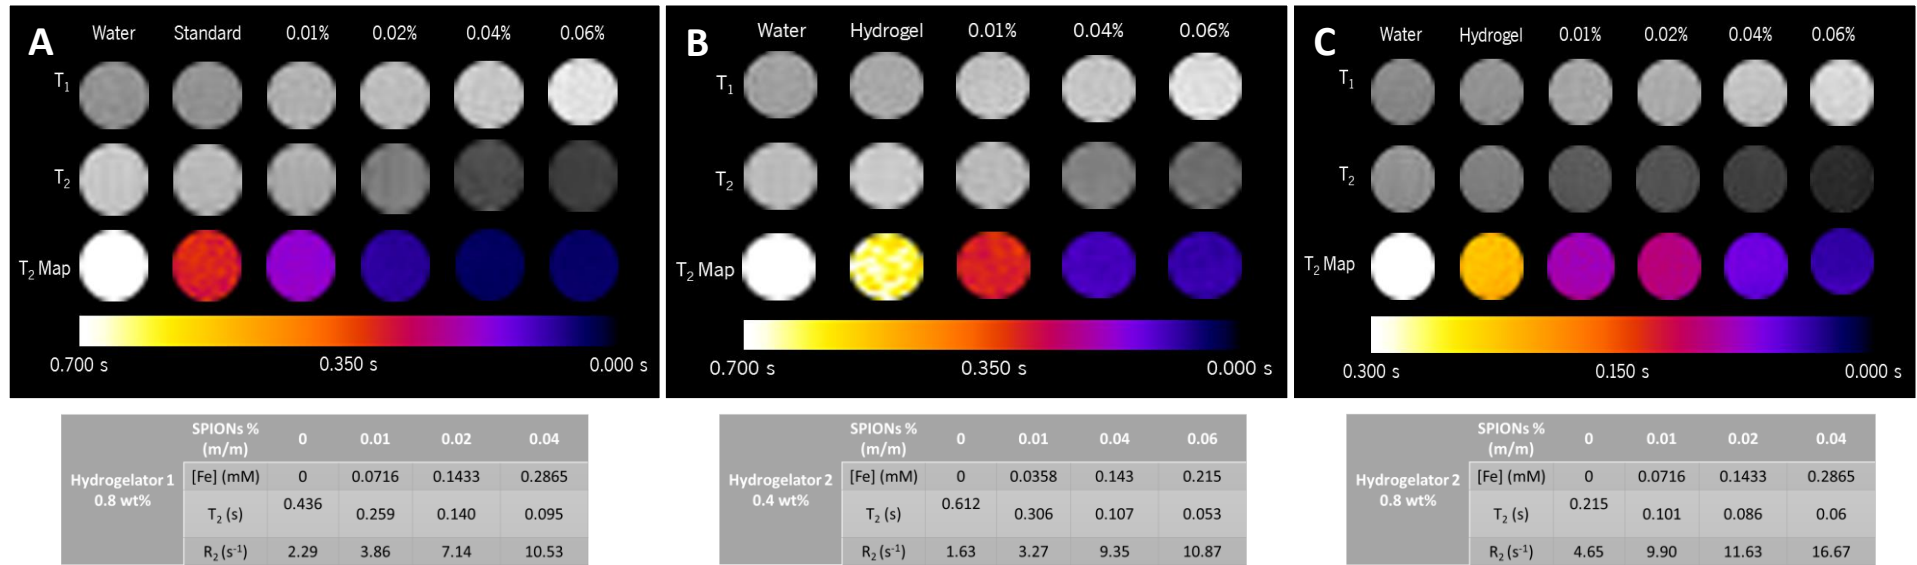 A
Water Standard 0.01% 0.02% 0.04% 0.06%
T1
T2
T2 Map
0.700 s 0.350 s 0.000 s
B
Water Hydrogel 0.01% 0.04% 0.06%
T1
T2
T2 Map
0.700 s 0.350 s 0.000 s
C
Water Hydrogel 0.01% 0.02% 0.04% 0.06%
T1
T2
T2 Map
0.300 s 0.150 s 0.000 s
Hydrogelator 1
0.8 wt%
SPIONs %
(m/m) 0 0.01 0.02 0.04
[Fe] (mM) 0 0.0716 0.1433 0.2865
T2 (s) 0.436 0.259 0.140 0.095
R2 (s-1) 2.29 3.86 7.14 10.53
Hydrogelator 2
0.4 wt%
SPIONs %
(m/m) 0 0.01 0.04 0.06
[Fe] (mM) 0 0.0358 0.143 0.215
T2 (s) 0.612 0.306 0.107 0.053
R2 (s-1) 1.63 3.27 9.35 10.87
Hydrogelator 2
0.8 wt%
SPIONs %
(m/m) 0 0.01 0.02 0.04
[Fe] (mM) 0 0.0716 0.1433 0.2865
T2 (s) 0.215 0.101 0.086 0.06
R2 (s-1) 4.65 9.90 11.63 16.67